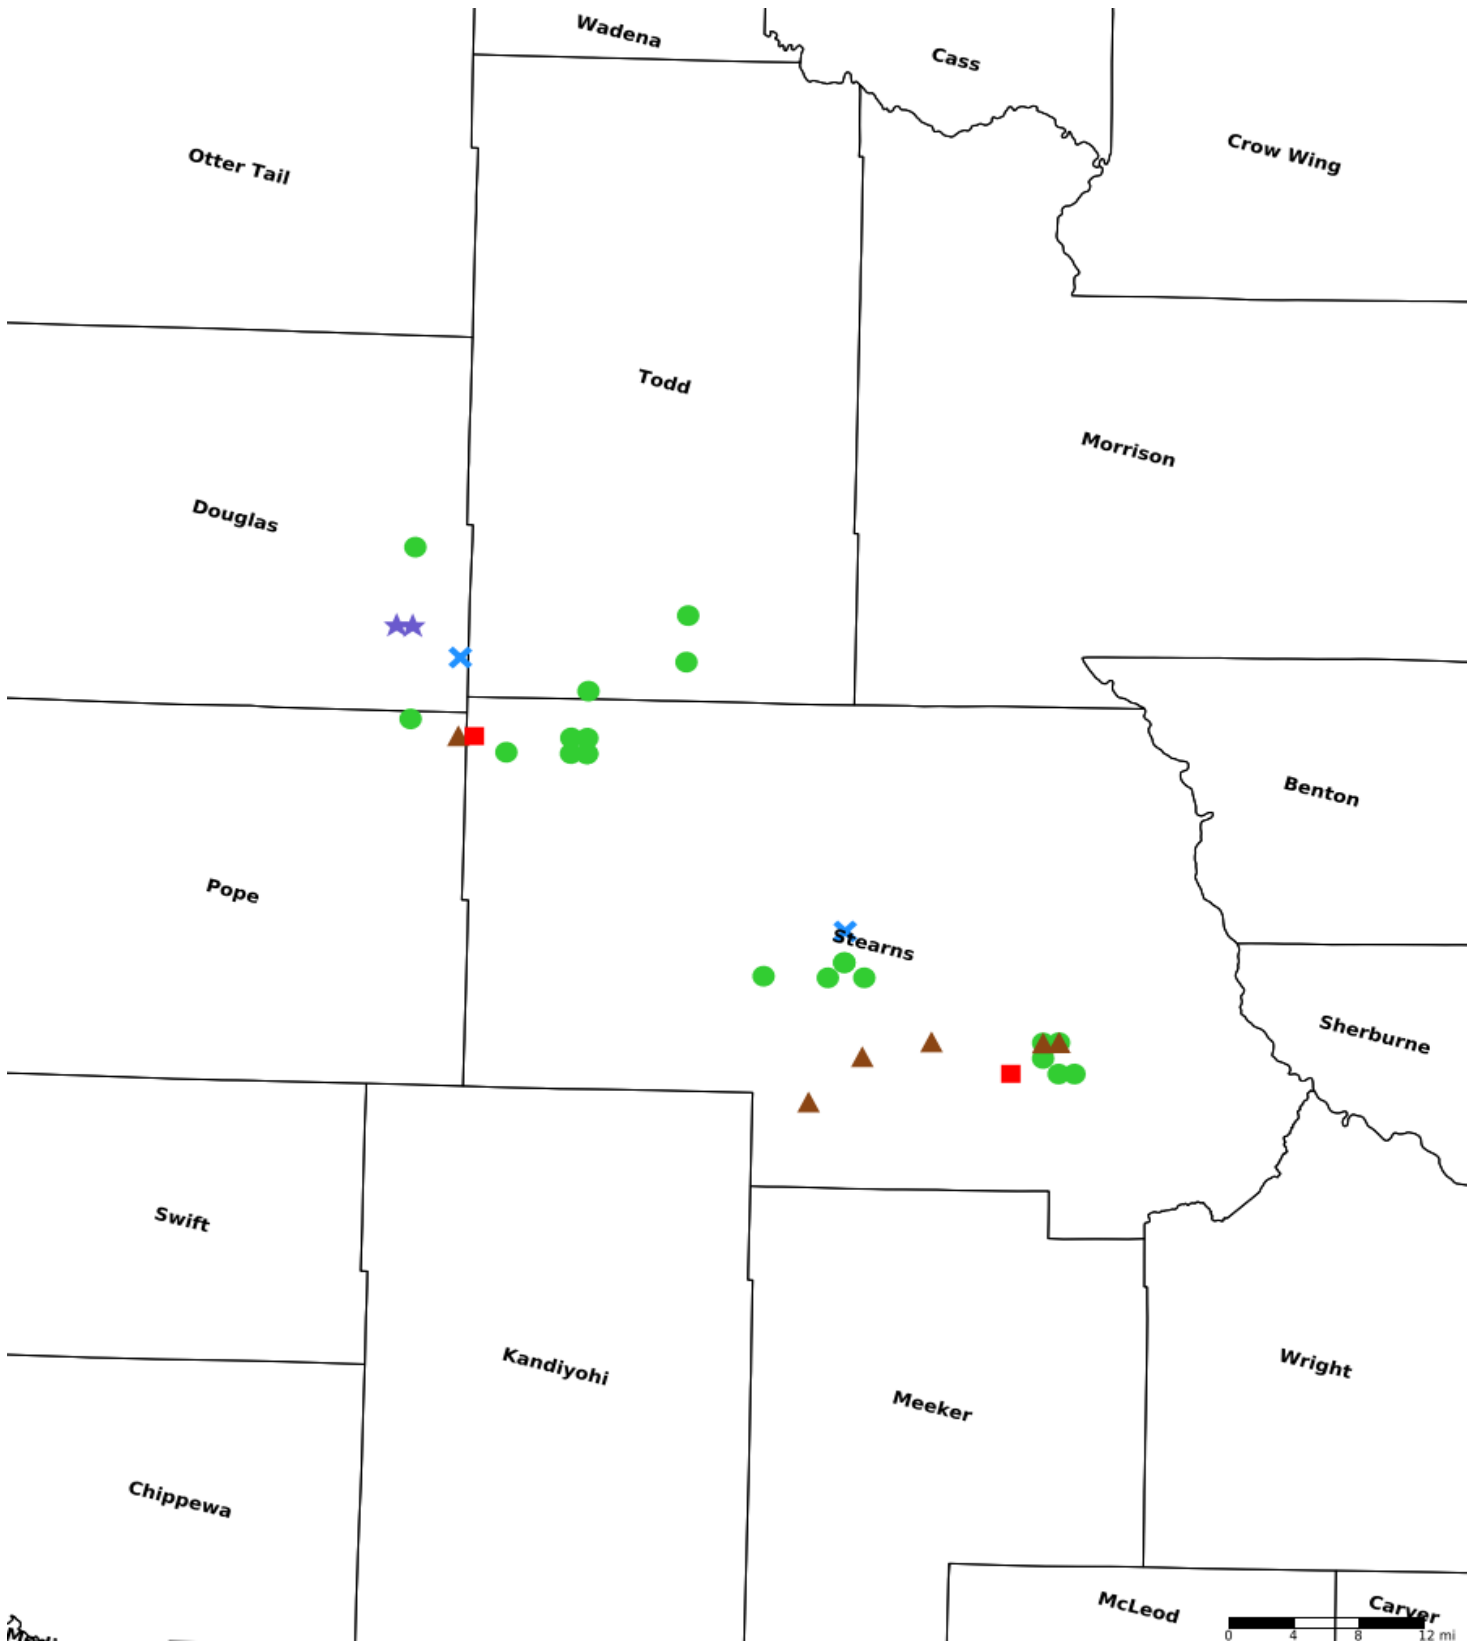 Wadena
Cass
Crow Wing
Otter Tail
Todd
Morrison
Douglas
Benton
Pope
Stearns
Sherburne
Swift
Kandiyohi
Wright
Meeker
Chippewa
McLeod
Carver
0 4 8 12 mi